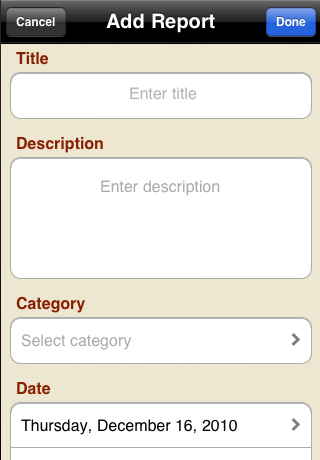 Cancel Add Report Done
Title
Enter title
Description
Enter description
Category
Select category
Date
Thursday, December 16, 2010